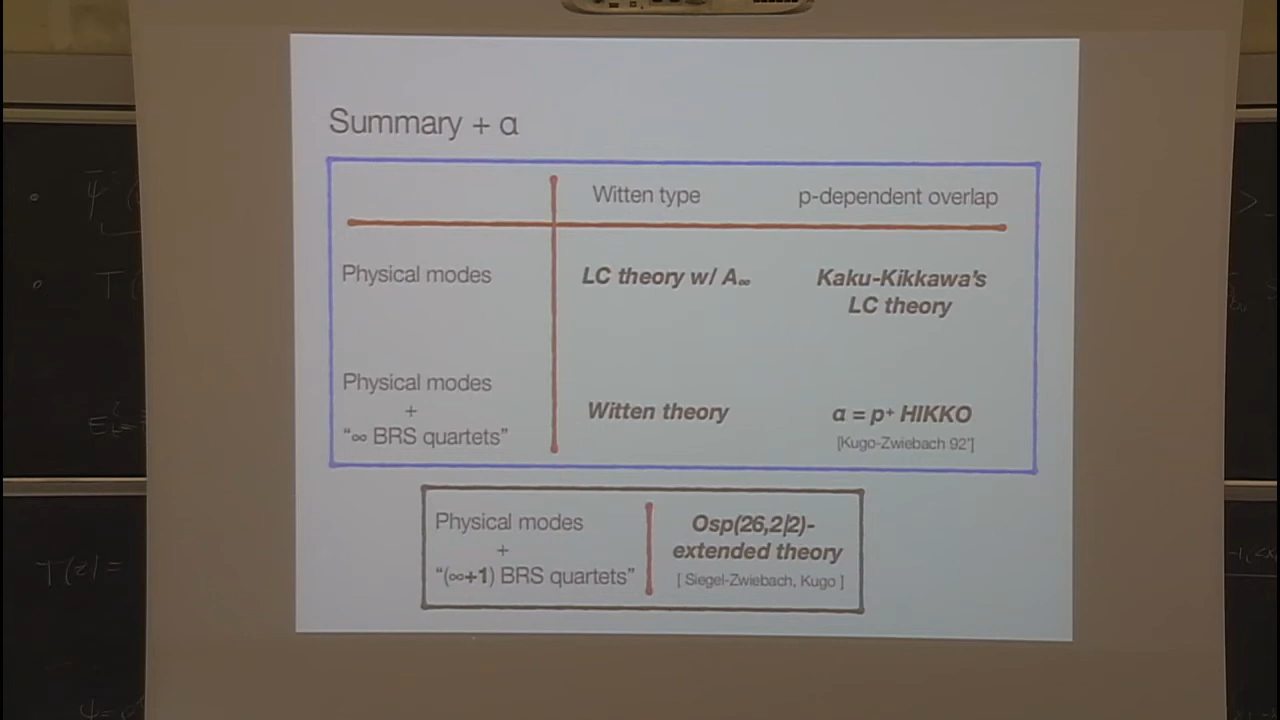 Summary + α
Witten type
p-dependent overlap
Physical modes
LC theory w/ A∞
Kaku-Kikkawa's
LC theory
Physical modes
+
"∞ BRS quartets"
Witten theory
α = p⁺ HIKKO
[Kugo-Zwiebach 92']
Physical modes
+
"(∞+1) BRS quartets"
Osp(26,2|2)-
extended theory
[ Siegel-Zwiebach, Kugo ]
T(z) =